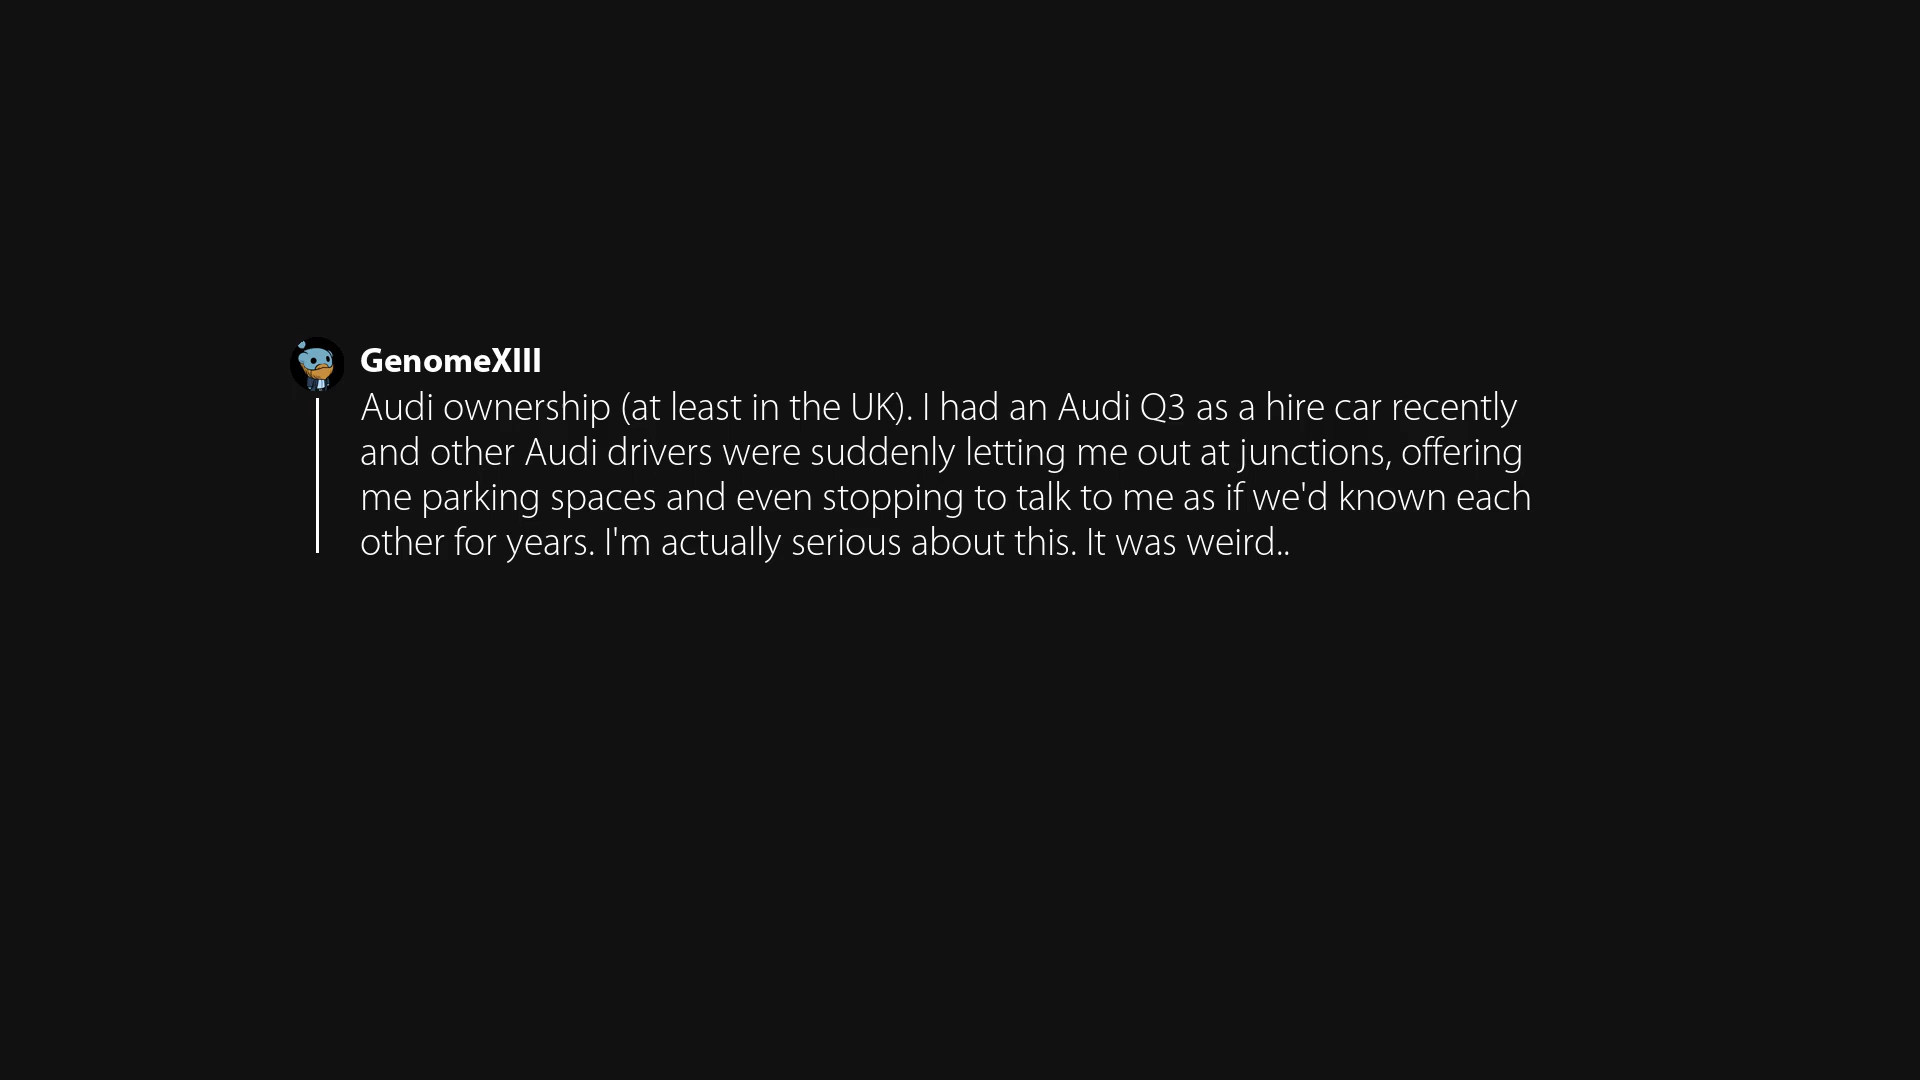 GenomeXIII
Audi ownership (at least in the UK). I had an Audi Q3 as a hire car recently
and other Audi drivers were suddenly letting me out at junctions, offering
me parking spaces and even stopping to talk to me as if we'd known each
other for years. I'm actually serious about this. It was weird..